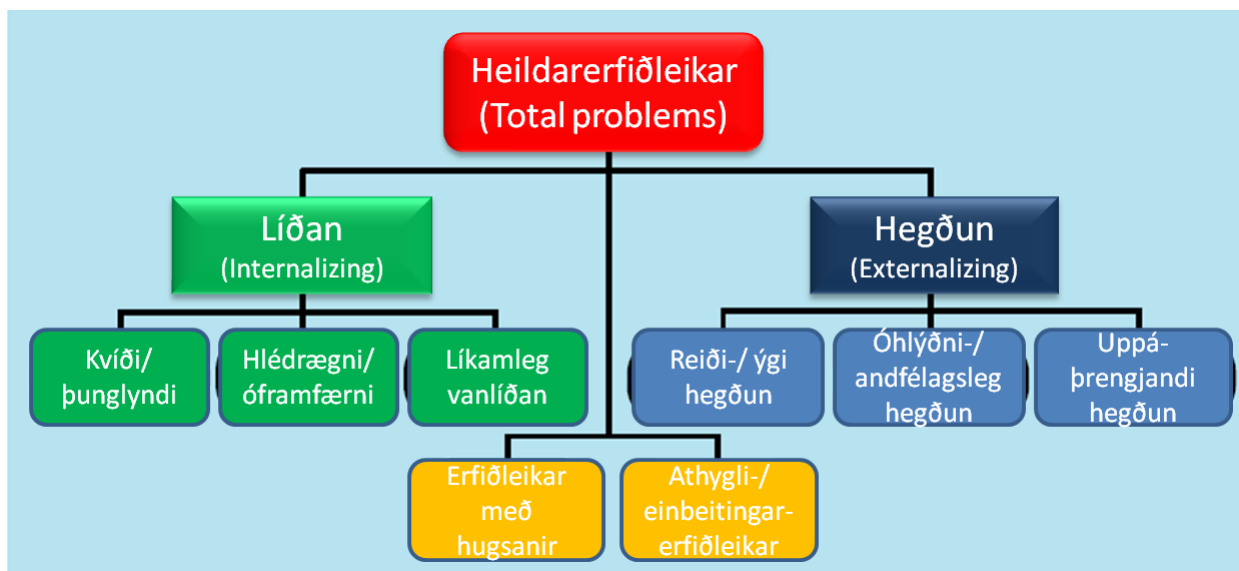 Heildarerfiðleikar
(Total problems)
Líðan
(Internalizing)
Hegðun
(Externalizing)
Kvíði/
þunglyndi
Hlédrægni/
óframfærni
Líkamleg
vanlíðan
Reiði-/ ýgi
hegðun
Óhlýðni-/
andfélagsleg
hegðun
Uppá-
þrengjandi
hegðun
Erfiðleikar
með
hugsanir
Athygli-/
einbeitingar-
erfiðleikar